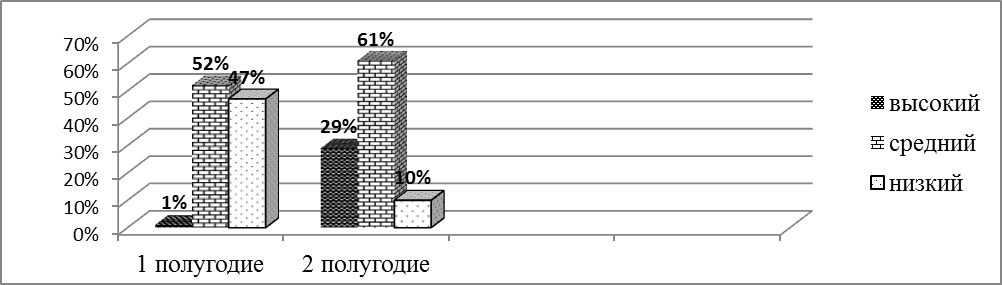 70%
60%
50%
40%
30%
20%
10%
0%
1%
52%
47%
29%
61%
10%
1 полугодие
2 полугодие
высокий
средний
низкий